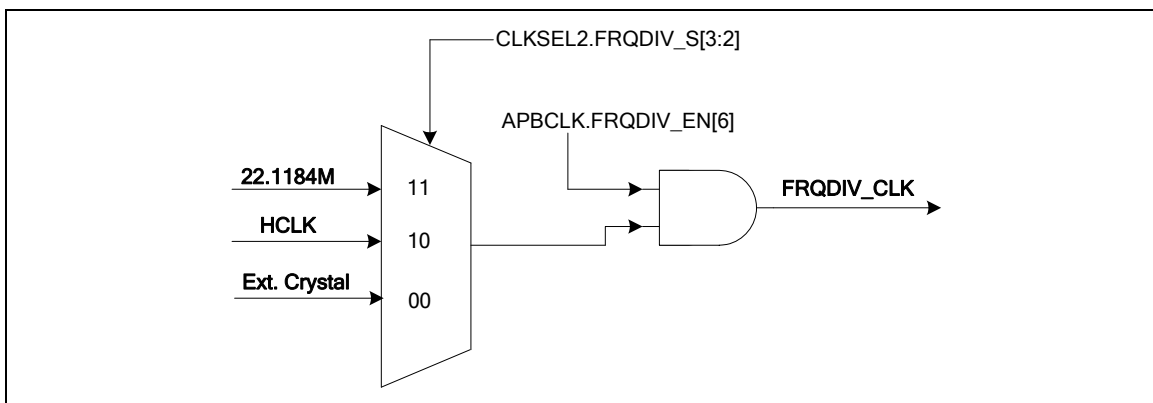 CLKSEL2.FRQDIV_S[3:2]
APBCLK.FRQDIV_EN[6]
22.1184M
11
FRQDIV_CLK
HCLK
10
Ext. Crystal
00